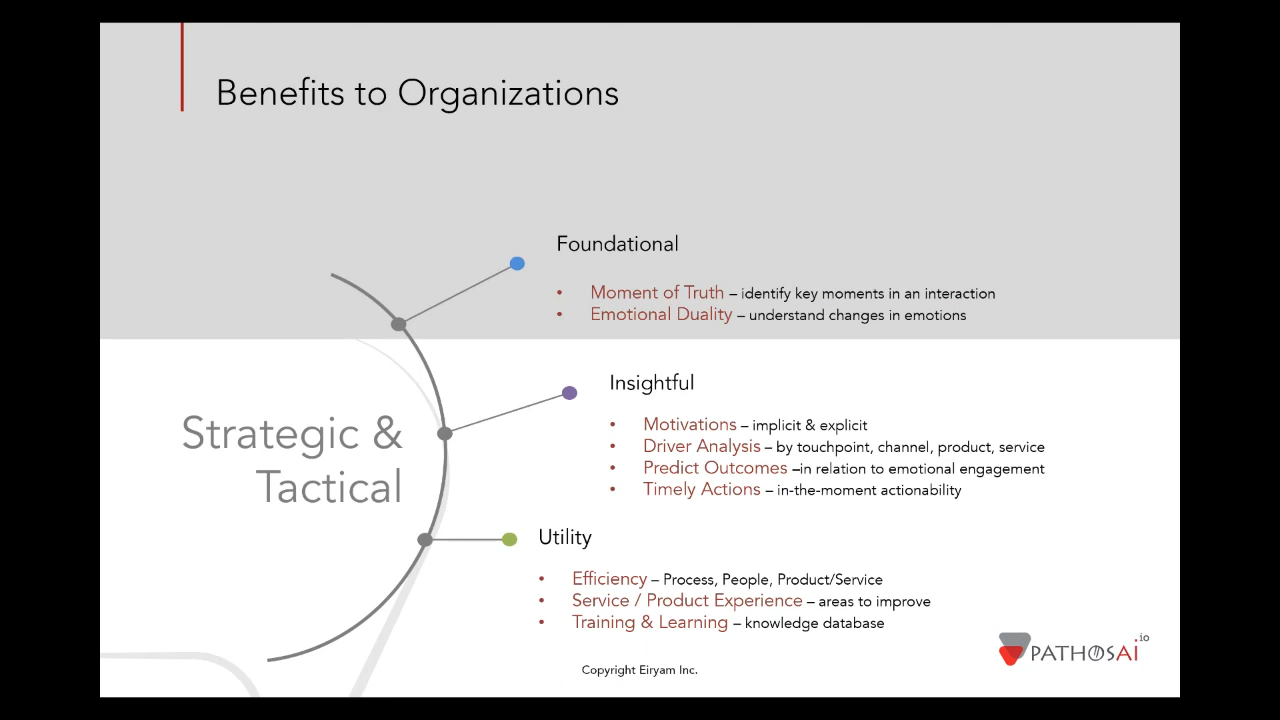 Benefits to Organizations
Foundational
• Moment of Truth – identify key moments in an interaction
• Emotional Duality – understand changes in emotions
Strategic &
Tactical
Insightful
• Motivations – implicit & explicit
• Driver Analysis – by touchpoint, channel, product, service
• Predict Outcomes –in relation to emotional engagement
• Timely Actions – in-the-moment actionability
Utility
• Efficiency – Process, People, Product/Service
• Service / Product Experience – areas to improve
• Training & Learning – knowledge database
PATHOSAI io
Copyright Eiryam Inc.